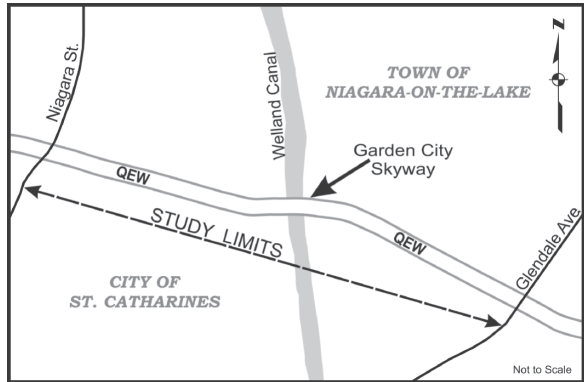 Niagara St.
Welland Canal
TOWN OF
NIAGARA-ON-THE-LAKE
N
Garden City
Skyway
QEW
STUDY LIMITS
QEW
Glendale Ave
CITY OF
ST. CATHARINES
Not to Scale